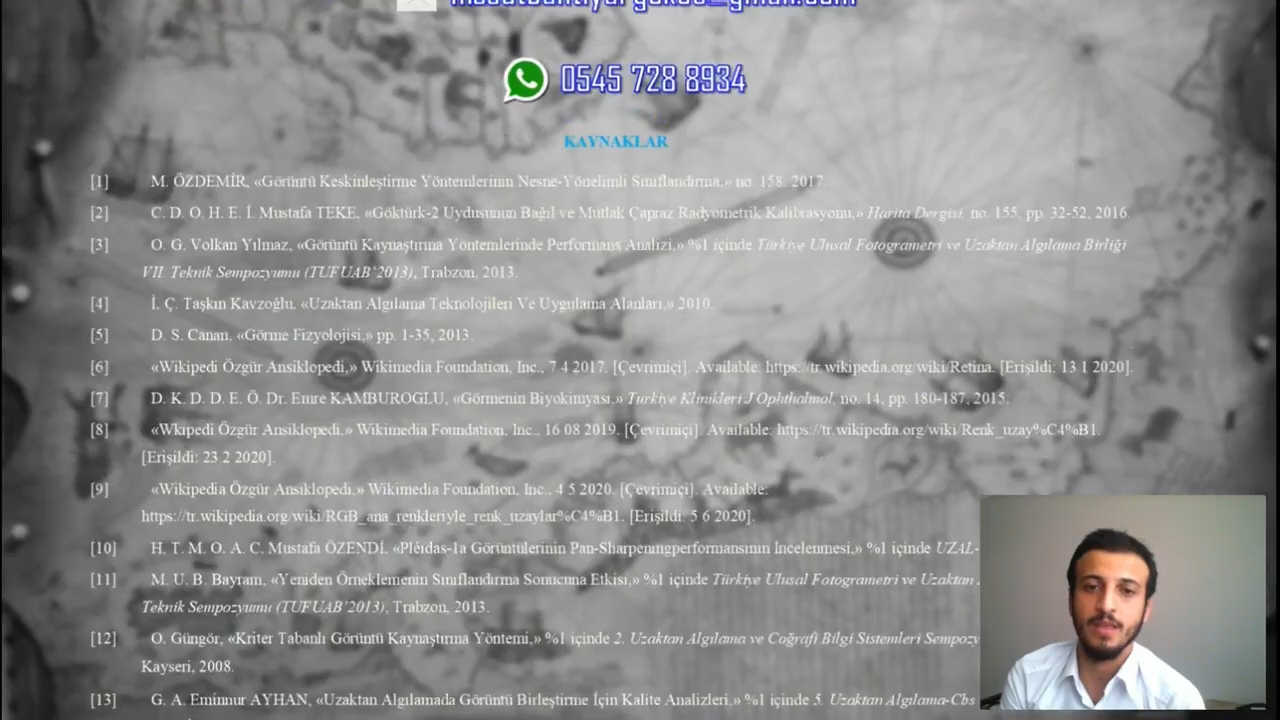 0545 728 8934
KAYNAKLAR
[1] M. ÖZDEMİR, «Görüntü Keskinleştirme Yöntemlerinin Nesne-Yönelimli Sınıflandırma,» no. 158. 2017.
[2] C. D. O. H. E. İ. Mustafa TEKE, «Göktürk-2 Uydusunun Bağıl ve Mutlak Çapraz Radyometrik Kalibrasyonu,» Harita Dergisi, no. 155, pp. 32-52, 2016.
[3] O. G. Volkan Yılmaz, «Görüntü Kaynaştırma Yöntemlerinde Performans Analizi,» %1 içinde Türkiye Ulusal Fotogrametri ve Uzaktan Algılama Birliği
VII. Teknik Sempozyumu (TUFUAB'2013), Trabzon, 2013.
[4] İ. Ç. Taşkın Kavzoğlu, «Uzaktan Algılama Teknolojileri Ve Uygulama Alanları,» 2010.
[5] D. S. Canan, «Görme Fizyolojisi,» pp. 1-35, 2013.
[6] «Wikipedi Özgür Ansiklopedi,» Wikimedia Foundation, Inc., 7 4 2017. [Çevrimiçi]. Available: https://tr.wikipedia.org/wiki/Retina. [Erişildi: 13 1 2020].
[7] D. K. D. D. E. Ö. Dr. Emre KAMBUROGLU, «Görmenin Biyokimyası,» Turkiye Klinikleri J Ophthalmol, no. 14, pp. 180-187, 2015.
[8] «Wkıpedi Özgür Ansiklopedi,» Wikimedia Foundation, Inc., 16 08 2019. [Çevrimiçi]. Available: https://tr.wikipedia.org/wiki/Renk_uzay%C4%B1.
[Erişildi: 23 2 2020].
[9] «Wikipedia Özgür Ansiklopedi,» Wikimedia Foundation, Inc., 4 5 2020. [Çevrimiçi]. Available:
https://tr.wikipedia.org/wiki/RGB_ana_renkleriyle_renk_uzaylar%C4%B1. [Erişildi: 5 6 2020].
[10] H. T. M. O. A. C. Mustafa ÖZENDİ, «Pléidas-1a Görüntülerinin Pan-Sharpeningperformansının İncelenmesi,» %1 içinde UZAL-
[11] M. U. B. Bayram, «Yeniden Örneklemenin Sınıflandırma Sonucuna Etkisi,» %1 içinde Türkiye Ulusal Fotogrametri ve Uzaktan
Teknik Sempozyumu (TUFUAB'2013), Trabzon, 2013.
[12] O. Güngör, «Kriter Tabanlı Görüntü Kaynaştırma Yöntemi,» %1 içinde 2. Uzaktan Algılama ve Coğrafi Bilgi Sistemleri Sempozy
Kayseri, 2008.
[13] G. A. Eminnur AYHAN, «Uzaktan Algılamada Görüntü Birleştirme İçin Kalite Analizleri,» %1 içinde 5. Uzaktan Algılama-Cbs